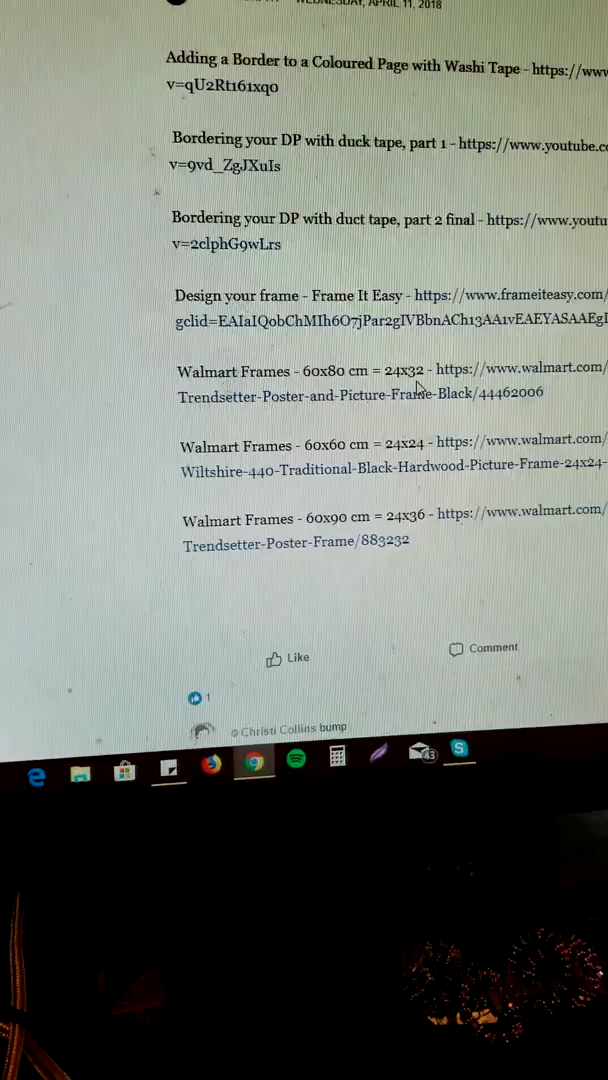 WEDNESDAY, APRIL 11, 2018
Adding a Border to a Coloured Page with Washi Tape - https://www
v=qU2Rt161xq0
Bordering your DP with duck tape, part 1 - https://www.youtube.c
v=9vd_ZgJXuIs
Bordering your DP with duct tape, part 2 final - https://www.youtu
v=2clphG9wLrs
Design your frame - Frame It Easy - https://www.frameiteasy.com/
gclid=EAIaIQobChMIh6O7jPar2gIVBbnACh13AA1vEAEYASAAEgI
Walmart Frames - 60x80 cm = 24x32 - https://www.walmart.com/
Trendsetter-Poster-and-Picture-Frame-Black/44462006
Walmart Frames - 60x60 cm = 24x24 - https://www.walmart.com/
Wiltshire-440-Traditional-Black-Hardwood-Picture-Frame-24x24-
Walmart Frames - 60x90 cm = 24x36 - https://www.walmart.com/
Trendsetter-Poster-Frame/883232
Like
Comment
1
Christi Collins bump
43